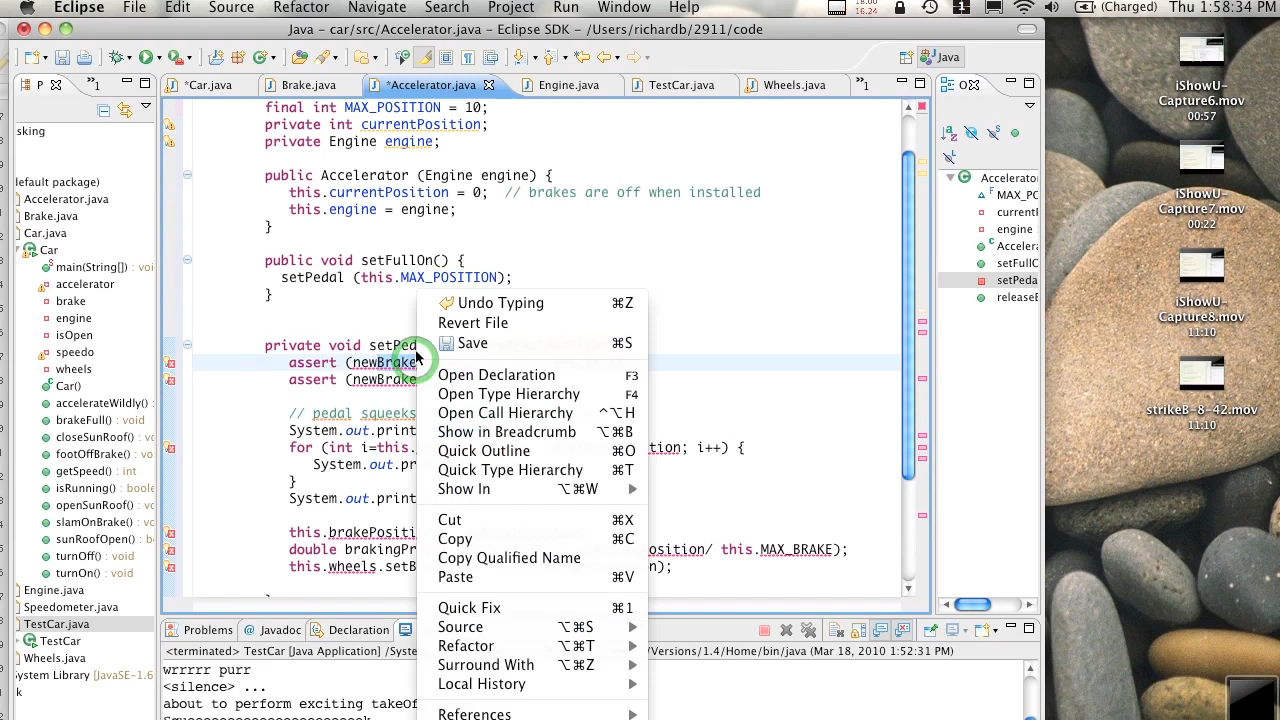 Eclipse File Edit Source Refactor Navigate Search Project Run Window Help 18.00 16.24 (Charged) Thu 1:58:34 PM
Java - car/src/Accelerator.java - Eclipse SDK - /Users/richardb/2911/code
Java
P »1
*Car.java Brake.java *Accelerator.java Engine.java TestCar.java Wheels.java »1
O
sking
default package)
Accelerator.java
Brake.java
Car.java
Car
main(String[]) : voi
accelerator
brake
engine
isOpen
speedo
wheels
Car()
accelerateWildly() :
brakeFull() : void
closeSunRoof() : vo
footOffBrake() : vo
getSpeed() : int
isRunning() : boole
openSunRoof() : vo
slamOnBrake() : vo
sunRoofOpen() : b
turnOff() : void
turnOn() : void
Engine.java
Speedometer.java
TestCar.java
TestCar
Wheels.java
System Library [JavaSE-1.6
k
final int MAX_POSITION = 10;
private int currentPosition;
private Engine engine;
public Accelerator (Engine engine) {
this.currentPosition = 0; // brakes are off when installed
this.engine = engine;
}
public void setFullOn() {
setPedal (this.MAX_POSITION);
}
private void setPed
assert (newBrake
assert (newBrake
// pedal squeeks
System.out.print
for (int i=this. tion; i++) {
System.out.pr
}
System.out.print
this.brakePositi
double brakingPr osition/ this.MAX_BRAKE);
this.wheels.setB n);
Undo Typing ⌘Z
Revert File
Save ⌘S
Open Declaration F3
Open Type Hierarchy F4
Open Call Hierarchy ^⌥H
Show in Breadcrumb ⌥⌘B
Quick Outline ⌘O
Quick Type Hierarchy ⌘T
Show In ⌥⌘W
Cut ⌘X
Copy ⌘C
Copy Qualified Name
Paste ⌘V
Quick Fix ⌘1
Source ⌥⌘S
Refactor ⌥⌘T
Surround With ⌥⌘Z
Local History
References
Accelerator
MAX_PO
currentP
engine
Accelera
setFullO
setPeda
releaseB
Problems Javadoc Declaration
<terminated> TestCar [Java Application] /Syste /Versions/1.4/Home/bin/java (Mar 18, 2010 1:52:31 PM)
wrrrrr purr
<silence> ...
about to perform exciting takeOf
iShowU-
Capture6.mov
00:57
iShowU-
Capture7.mov
00:22
iShowU-
Capture8.mov
11:10
strikeB-8-42.mov
11:10